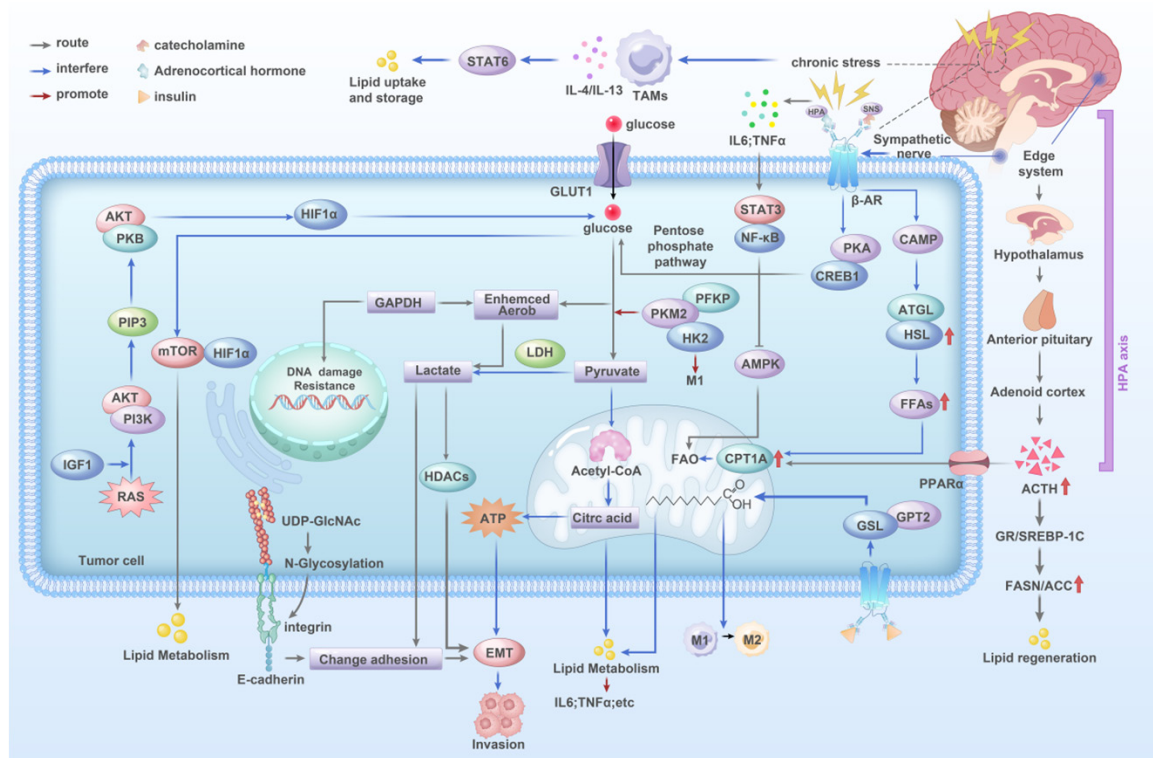 route
interfere
promote
catecholamine
Adrenocortical hormone
insulin
Lipid uptake
and storage
STAT6
IL-4/IL-13
TAMs
chronic stress
glucose
IL6;TNFα
HPA
SNS
Sympathetic
nerve
Edge
system
Hypothalamus
Anterior pituitary
Adenoid cortex
ACTH
GR/SREBP-1C
FASN/ACC
Lipid regeneration
HPA axis
GLUT1
glucose
β-AR
AKT
PKB
HIF1α
STAT3
NF-κB
Pentose
phosphate
pathway
PKA
CREB1
CAMP
ATGL
HSL
FFAs
PIP3
mTOR
HIF1α
GAPDH
Enhemced
Aerob
PFKP
PKM2
HK2
M1
LDH
Lactate
Pyruvate
AMPK
DNA damage
Resistance
AKT
PI3K
IGF1
RAS
HDACs
Acetyl-CoA
FAO
CPT1A
PPARα
C
O
OH
ATP
Citrc acid
GSL
GPT2
UDP-GlcNAc
N-Glycosylation
Tumor cell
integrin
Lipid Metabolism
E-cadherin
Change adhesion
EMT
Invasion
Lipid Metabolism
IL6;TNFα;etc
M1
M2